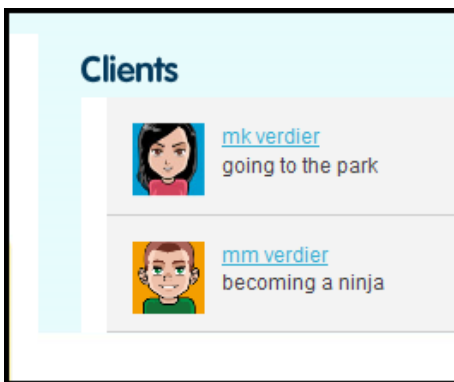 Clients
mk verdier
going to the park
mm verdier
becoming a ninja